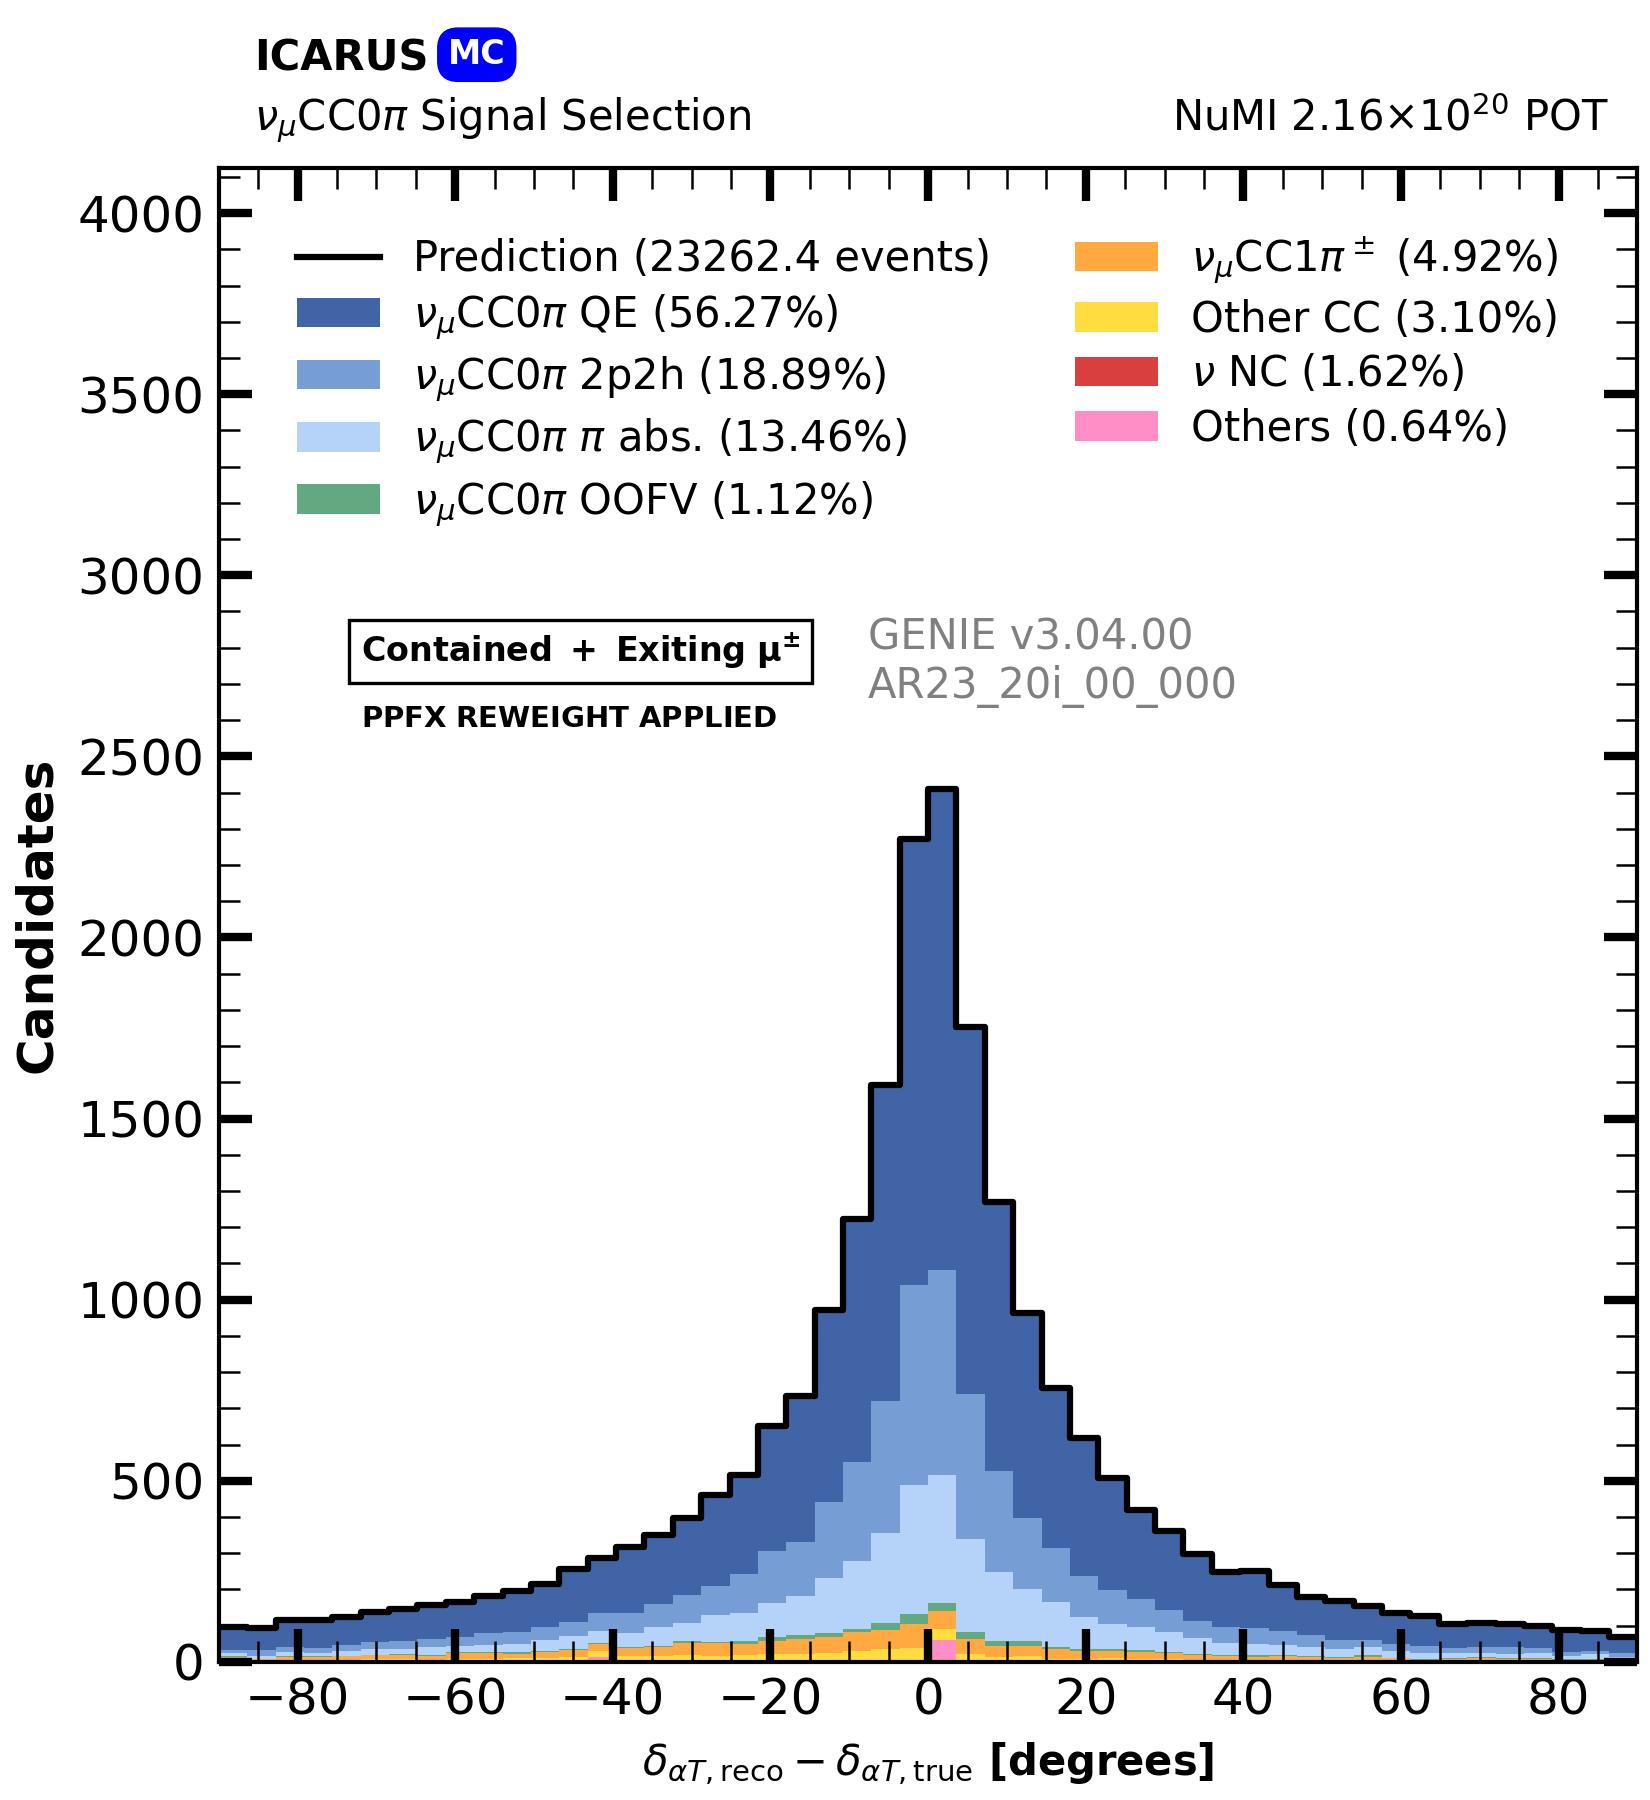 ICARUS MC
νμCC0π Signal Selection
NuMI 2.16×10²⁰ POT
Prediction (23262.4 events)
νμCC0π QE (56.27%)
νμCC0π 2p2h (18.89%)
νμCC0π π abs. (13.46%)
νμCC0π OOFV (1.12%)
νμCC1π± (4.92%)
Other CC (3.10%)
ν NC (1.62%)
Others (0.64%)
Contained + Exiting μ±
PPFX REWEIGHT APPLIED
GENIE v3.04.00
AR23_20i_00_000
Candidates
4000
3500
3000
2500
2000
1500
1000
500
0
−80 −60 −40 −20 0 20 40 60 80
δαT, reco − δαT, true [degrees]